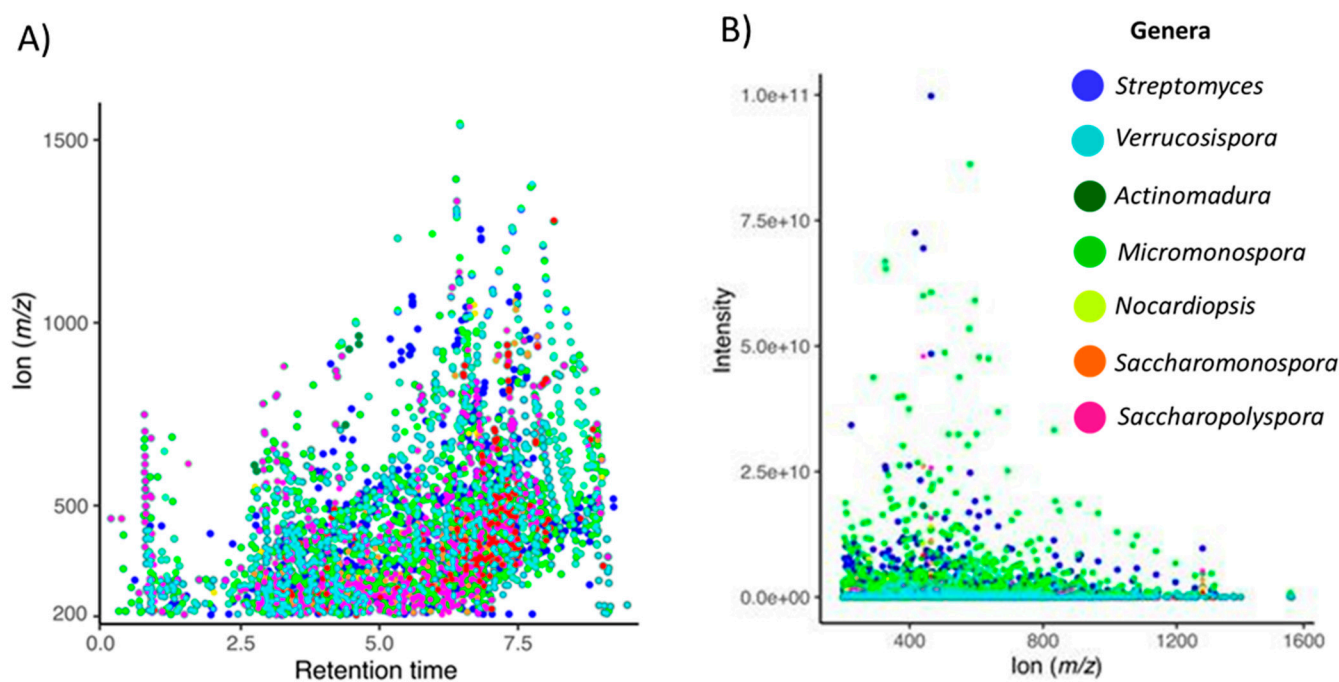 A)
1500
1000
500
200
Ion (m/z)
0.0 2.5 5.0 7.5
Retention time
B)
1.0e+11
7.5e+10
5.0e+10
2.5e+10
0.0e+00
Intensity
400 800 1200 1600
Ion (m/z)
Genera
Streptomyces
Verrucosispora
Actinomadura
Micromonospora
Nocardiopsis
Saccharomonospora
Saccharopolyspora